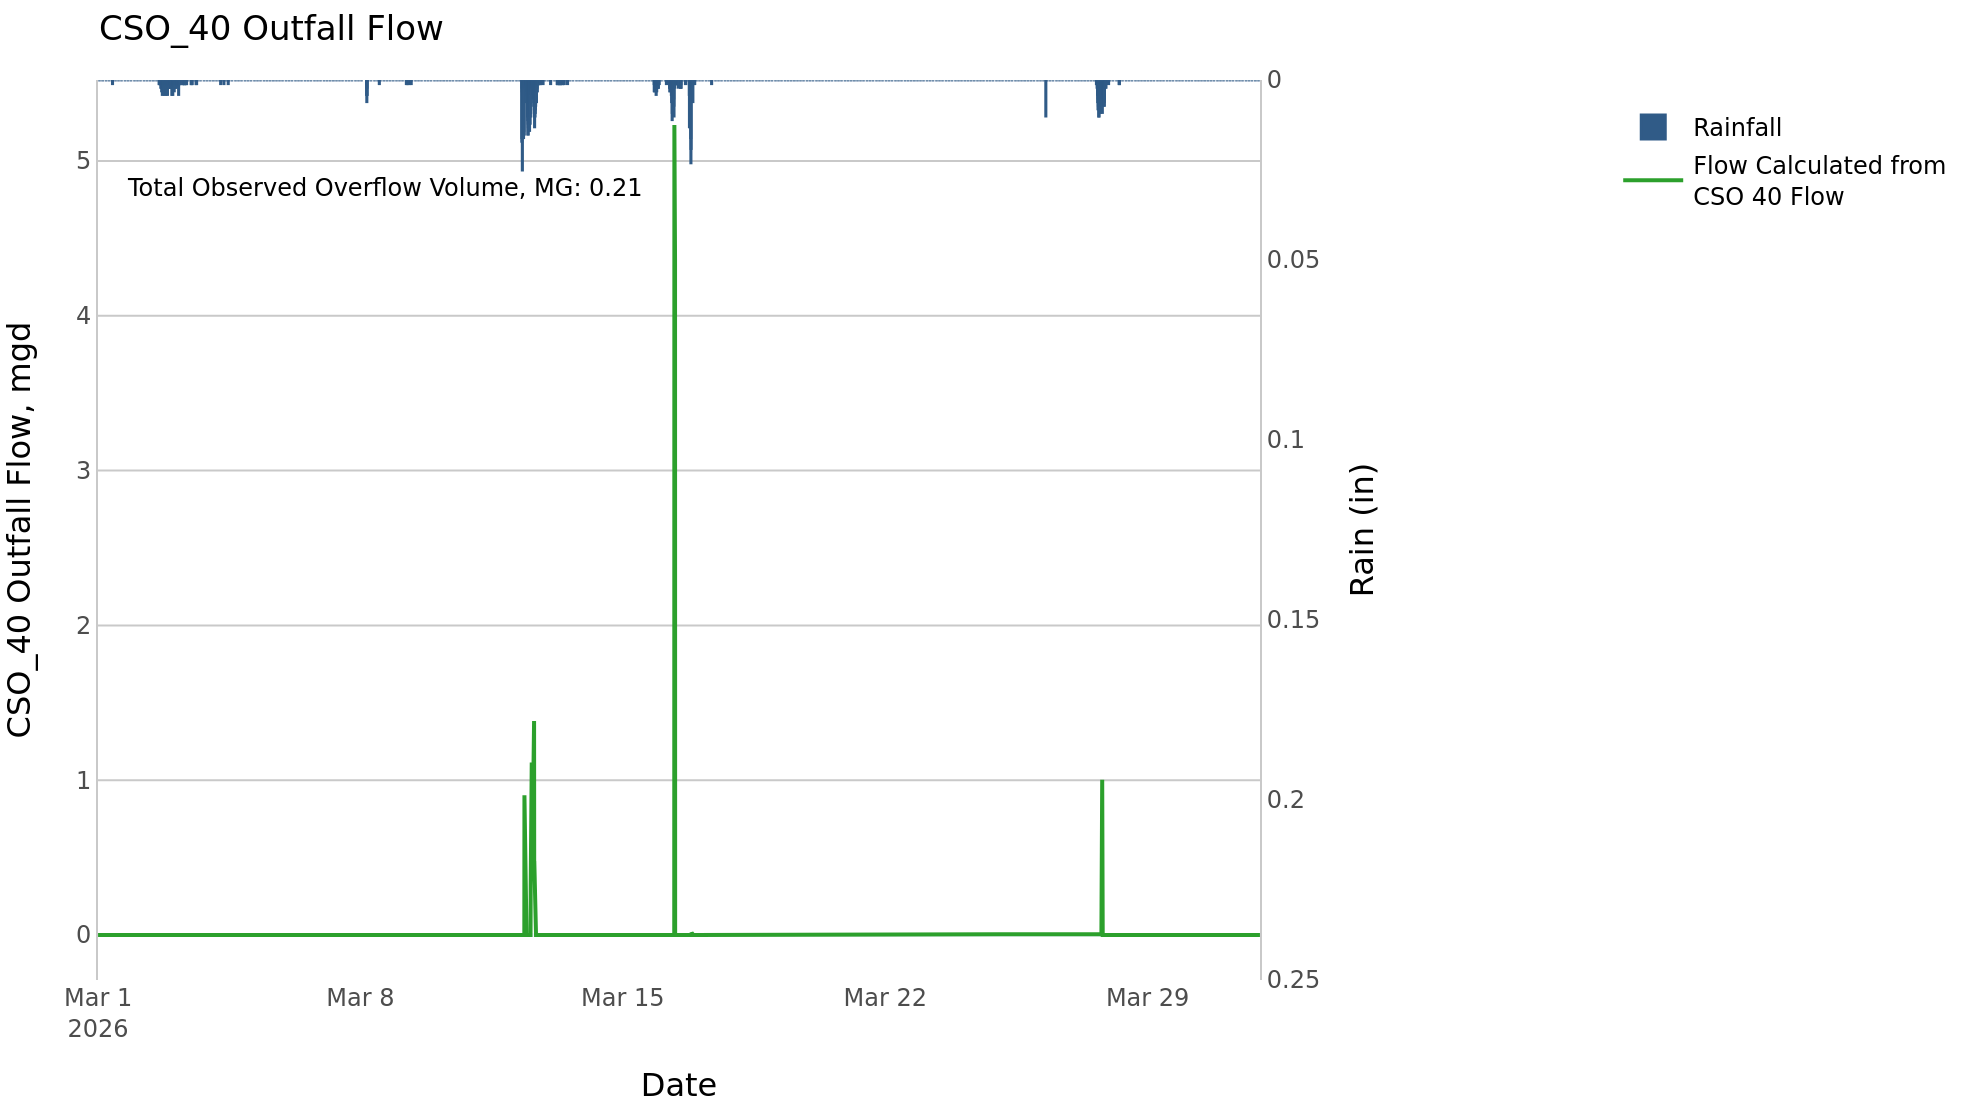 CSO_40 Outfall Flow
Total Observed Overflow Volume, MG: 0.21
5
4
3
2
1
0
CSO_40 Outfall Flow, mgd
0
0.05
0.1
0.15
0.2
0.25
Rain (in)
Mar 1
2026
Mar 8
Mar 15
Mar 22
Mar 29
Date
Rainfall
Flow Calculated from
CSO 40 Flow